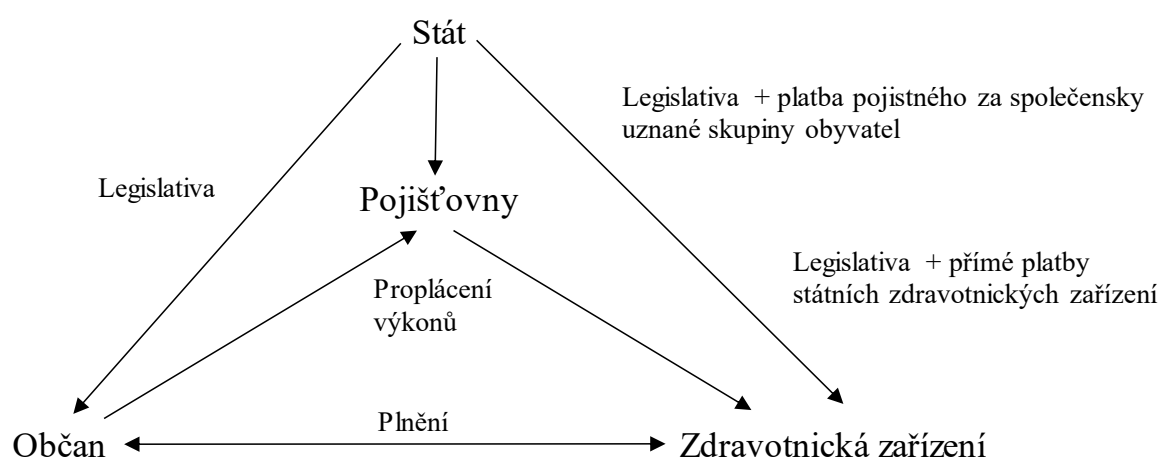 Stát
Legislativa + platba pojistného za společensky
uznané skupiny obyvatel
Legislativa
Pojišťovny
Legislativa + přímé platby
státních zdravotnických zařízení
Proplácení
výkonů
Plnění
Občan
Zdravotnická zařízení